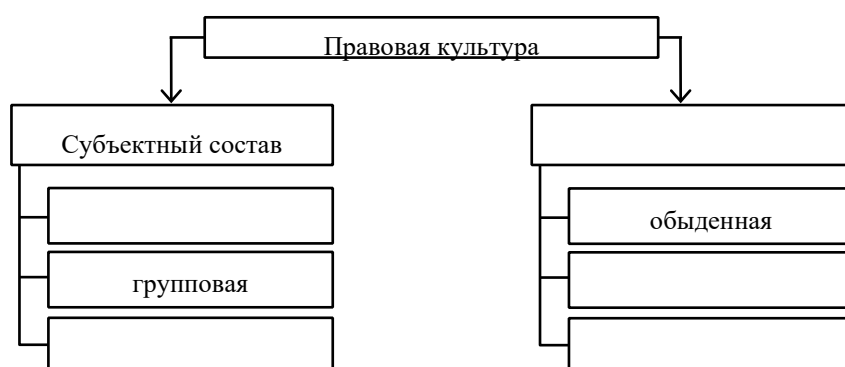 Правовая культура
Субъектный состав
обыденная
групповая